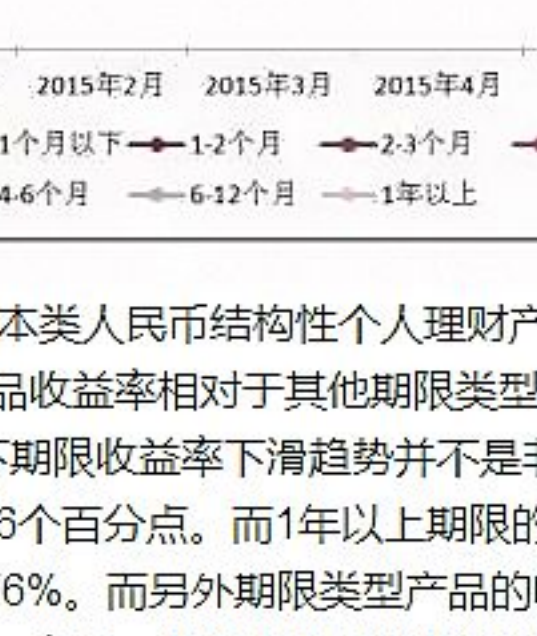 2015年2月 2015年3月 2015年4月
1个月以下 1-2个月 2-3个月
4-6个月 6-12个月 1年以上
本类人民币结构性个人理财产
品收益率相对于其他期限类型
下期限收益率下滑趋势并不是非
6个百分点。而1年以上期限的
6%。而另外期限类型产品的